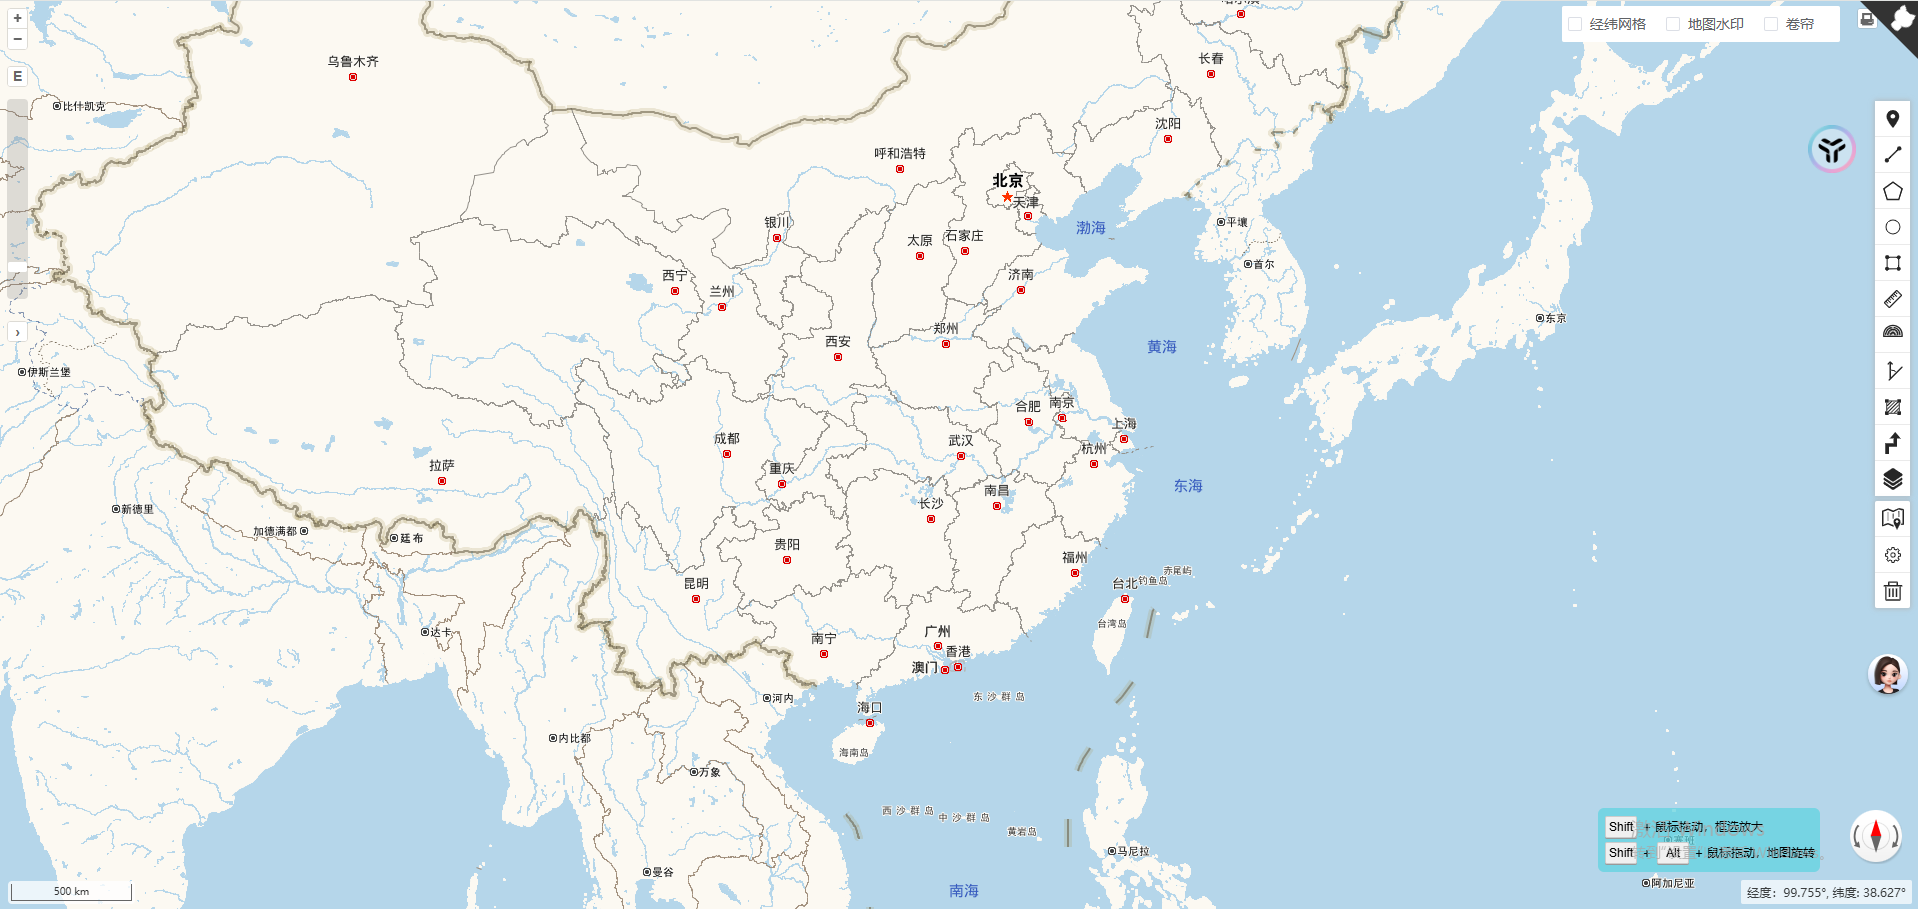 +
−
E
›
经纬网格
地图水印
卷帘
长春
乌鲁木齐
比什凯克
沈阳
呼和浩特
北京
天津
银川
平壤
渤海
太原
石家庄
首尔
西宁
济南
兰州
东京
郑州
西安
黄海
伊斯兰堡
合肥
南京
上海
成都
武汉
杭州
拉萨
重庆
东海
南昌
长沙
新德里
加德满都
廷布
贵阳
福州
赤尾屿
台北
钓鱼岛
昆明
台湾岛
达卡
南宁
广州
香港
澳门
河内
东沙群岛
海口
内比都
海南岛
万象
西沙群岛
中沙群岛
黄岩岛
马尼拉
曼谷
南海
阿加尼亚
Shift + 鼠标拖动，框选放大
Shift + Alt + 鼠标拖动，地图旋转
500 km
经度：99.755°, 纬度: 38.627°